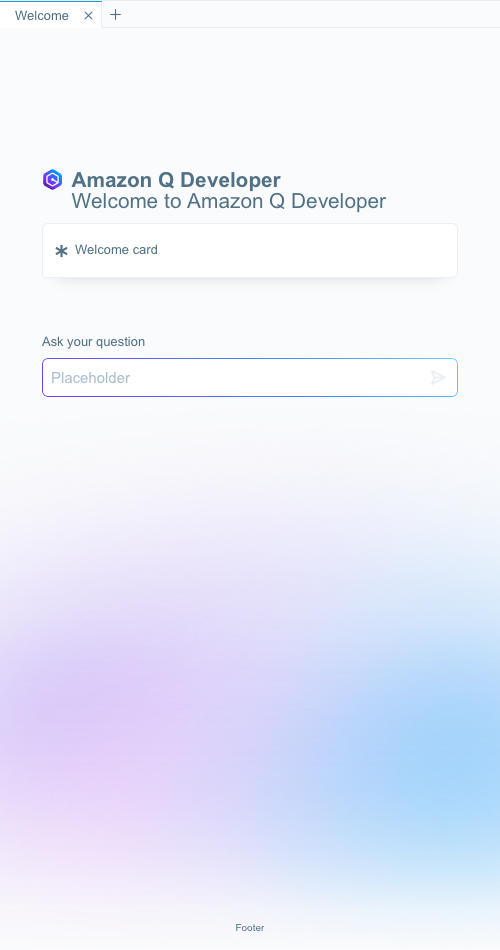 Welcome
Amazon Q Developer
Welcome to Amazon Q Developer
Welcome card
Ask your question
Placeholder
Footer